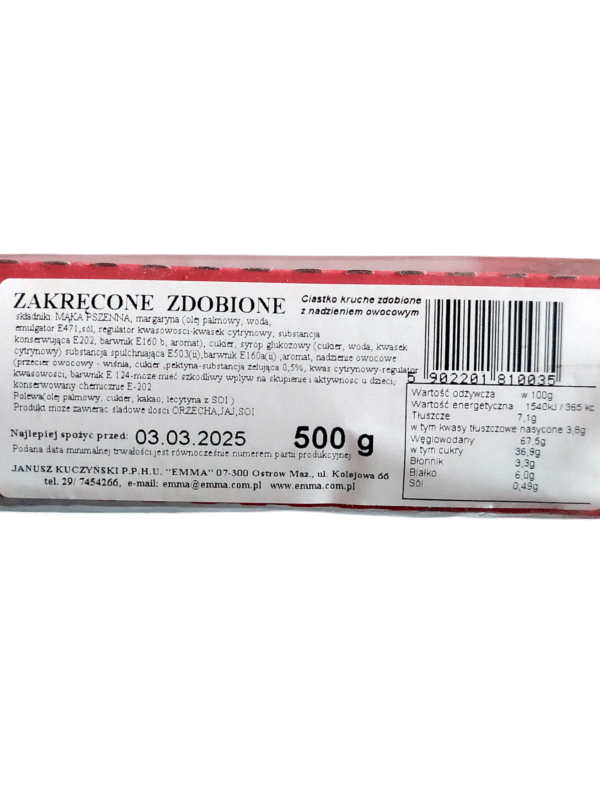 ZAKRĘCONE ZDOBIONE
Ciastko kruche zdobione
z nadzieniem owocowym
składniki: MĄKA PSZENNA, margaryna (olej palmowy, woda,
emulgator E471,sól, regulator kwasowosci-kwasek cytrynowy, substancja
konserwująca E202, barwnik E160 b, aromat), cukier, syrop glukozowy (cukier, woda, kwasek
cytrynowy) substancja spulchniająca E503(ii),barwnik E160a(ii) ,aromat, nadzienie owocowe
(przecier owocowy - wiśnia, cukier ,pektyna-substancja żelująca 0,5%, kwas cytrynowy-regulator
kwasowości, barwnik E 124-może mieć szkodliwy wpływ na skupienie i aktywność u dzieci,
konserwowany chemicznie E-202
Polewa(olej palmowy, cukier, kakao, lecytyna z SOI.)
Produkt może zawierać śladowe ilości ORZECHA,JAJ,SOI
Najlepiej spożyc przed: 03.03.2025
500 g
Podana data minimalnej trwałości jest równocześnie numerem partii produkcyjnej
JANUSZ KUCZYŃSKI P.P.H.U. "EMMA" 07-300 Ostrow Maz., ul. Kolejowa 66
tel. 29/ 7454266, e-mail: emma@emma.com.pl www.emma.com.pl
5 902201 810035
Wartość odżywcza w 100g
Wartość energetyczna 1540kJ / 365 kc
Tłuszcze 7,1g
w tym kwasy tłuszczowe nasycone 3,8g
Węglowodany 67,5g
w tym cukry 36,9g
Błonnik 3,3g
Białko 6,0g
Sól 0,49g